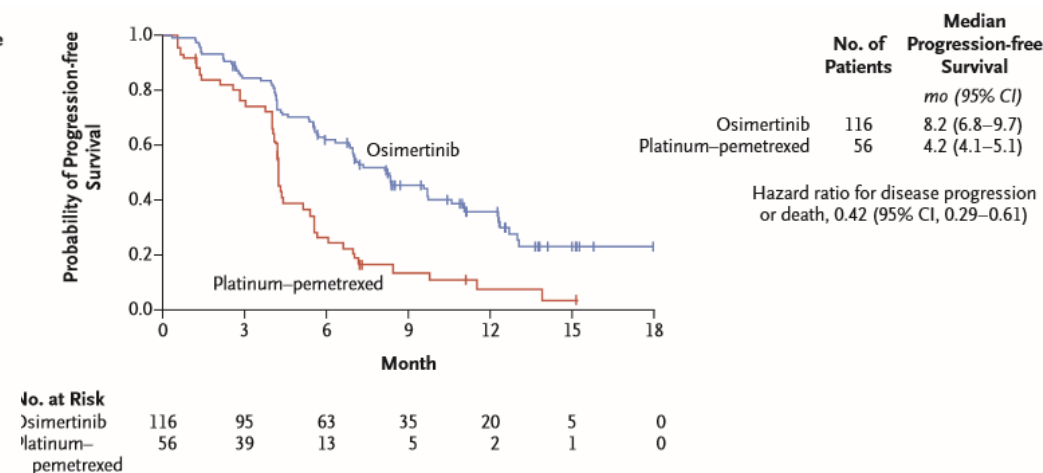 e
Probability of Progression-free
Survival
1.0
0.8
0.6
0.4
0.2
0.0
Osimertinib
Platinum–pemetrexed
0 3 6 9 12 15 18
Month
Median
No. of Progression-free
Patients Survival
mo (95% CI)
Osimertinib 116 8.2 (6.8–9.7)
Platinum–pemetrexed 56 4.2 (4.1–5.1)
Hazard ratio for disease progression
or death, 0.42 (95% CI, 0.29–0.61)
No. at Risk
Osimertinib 116 95 63 35 20 5 0
Platinum– 56 39 13 5 2 1 0
pemetrexed